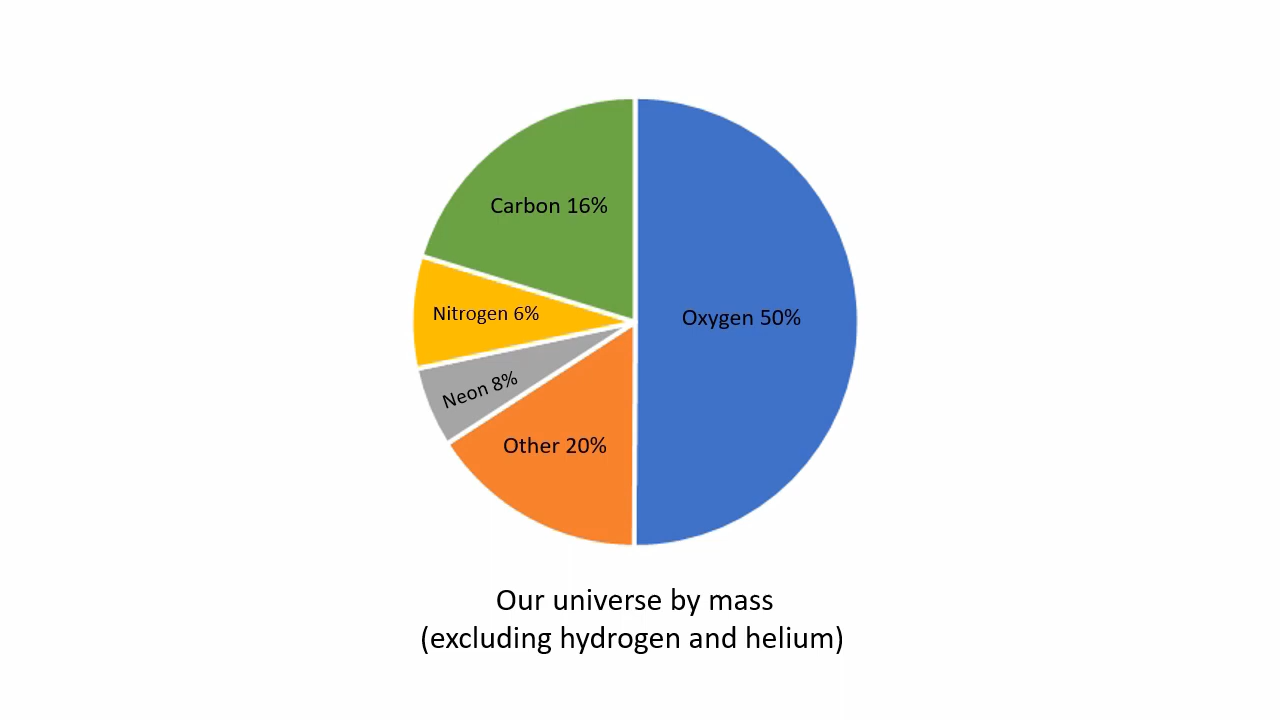 Carbon 16%
Oxygen 50%
Nitrogen 6%
Neon 8%
Other 20%
Our universe by mass
(excluding hydrogen and helium)